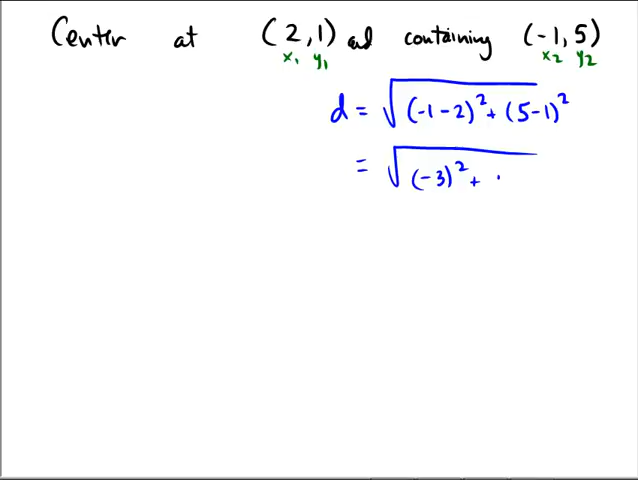 Center at (2,1) and containing (-1,5)
x₁ y₁ x₂ y₂
d = √(-1-2)² + (5-1)²
= √(-3)² + .